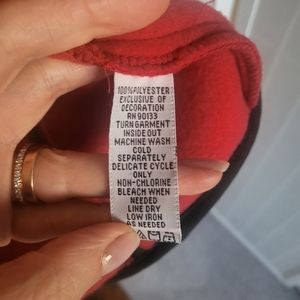 100%POLYESTER
EXCLUSIVE OF
DECORATION
RN 90133
TURN GARMENT
INSIDE OUT
MACHINE WASH
COLD
SEPARATELY
DELICATE CYCLE
ONLY
NON-CHLORINE
BLEACH WHEN
NEEDED
LINE DRY
LOW IRON
AS NEEDED